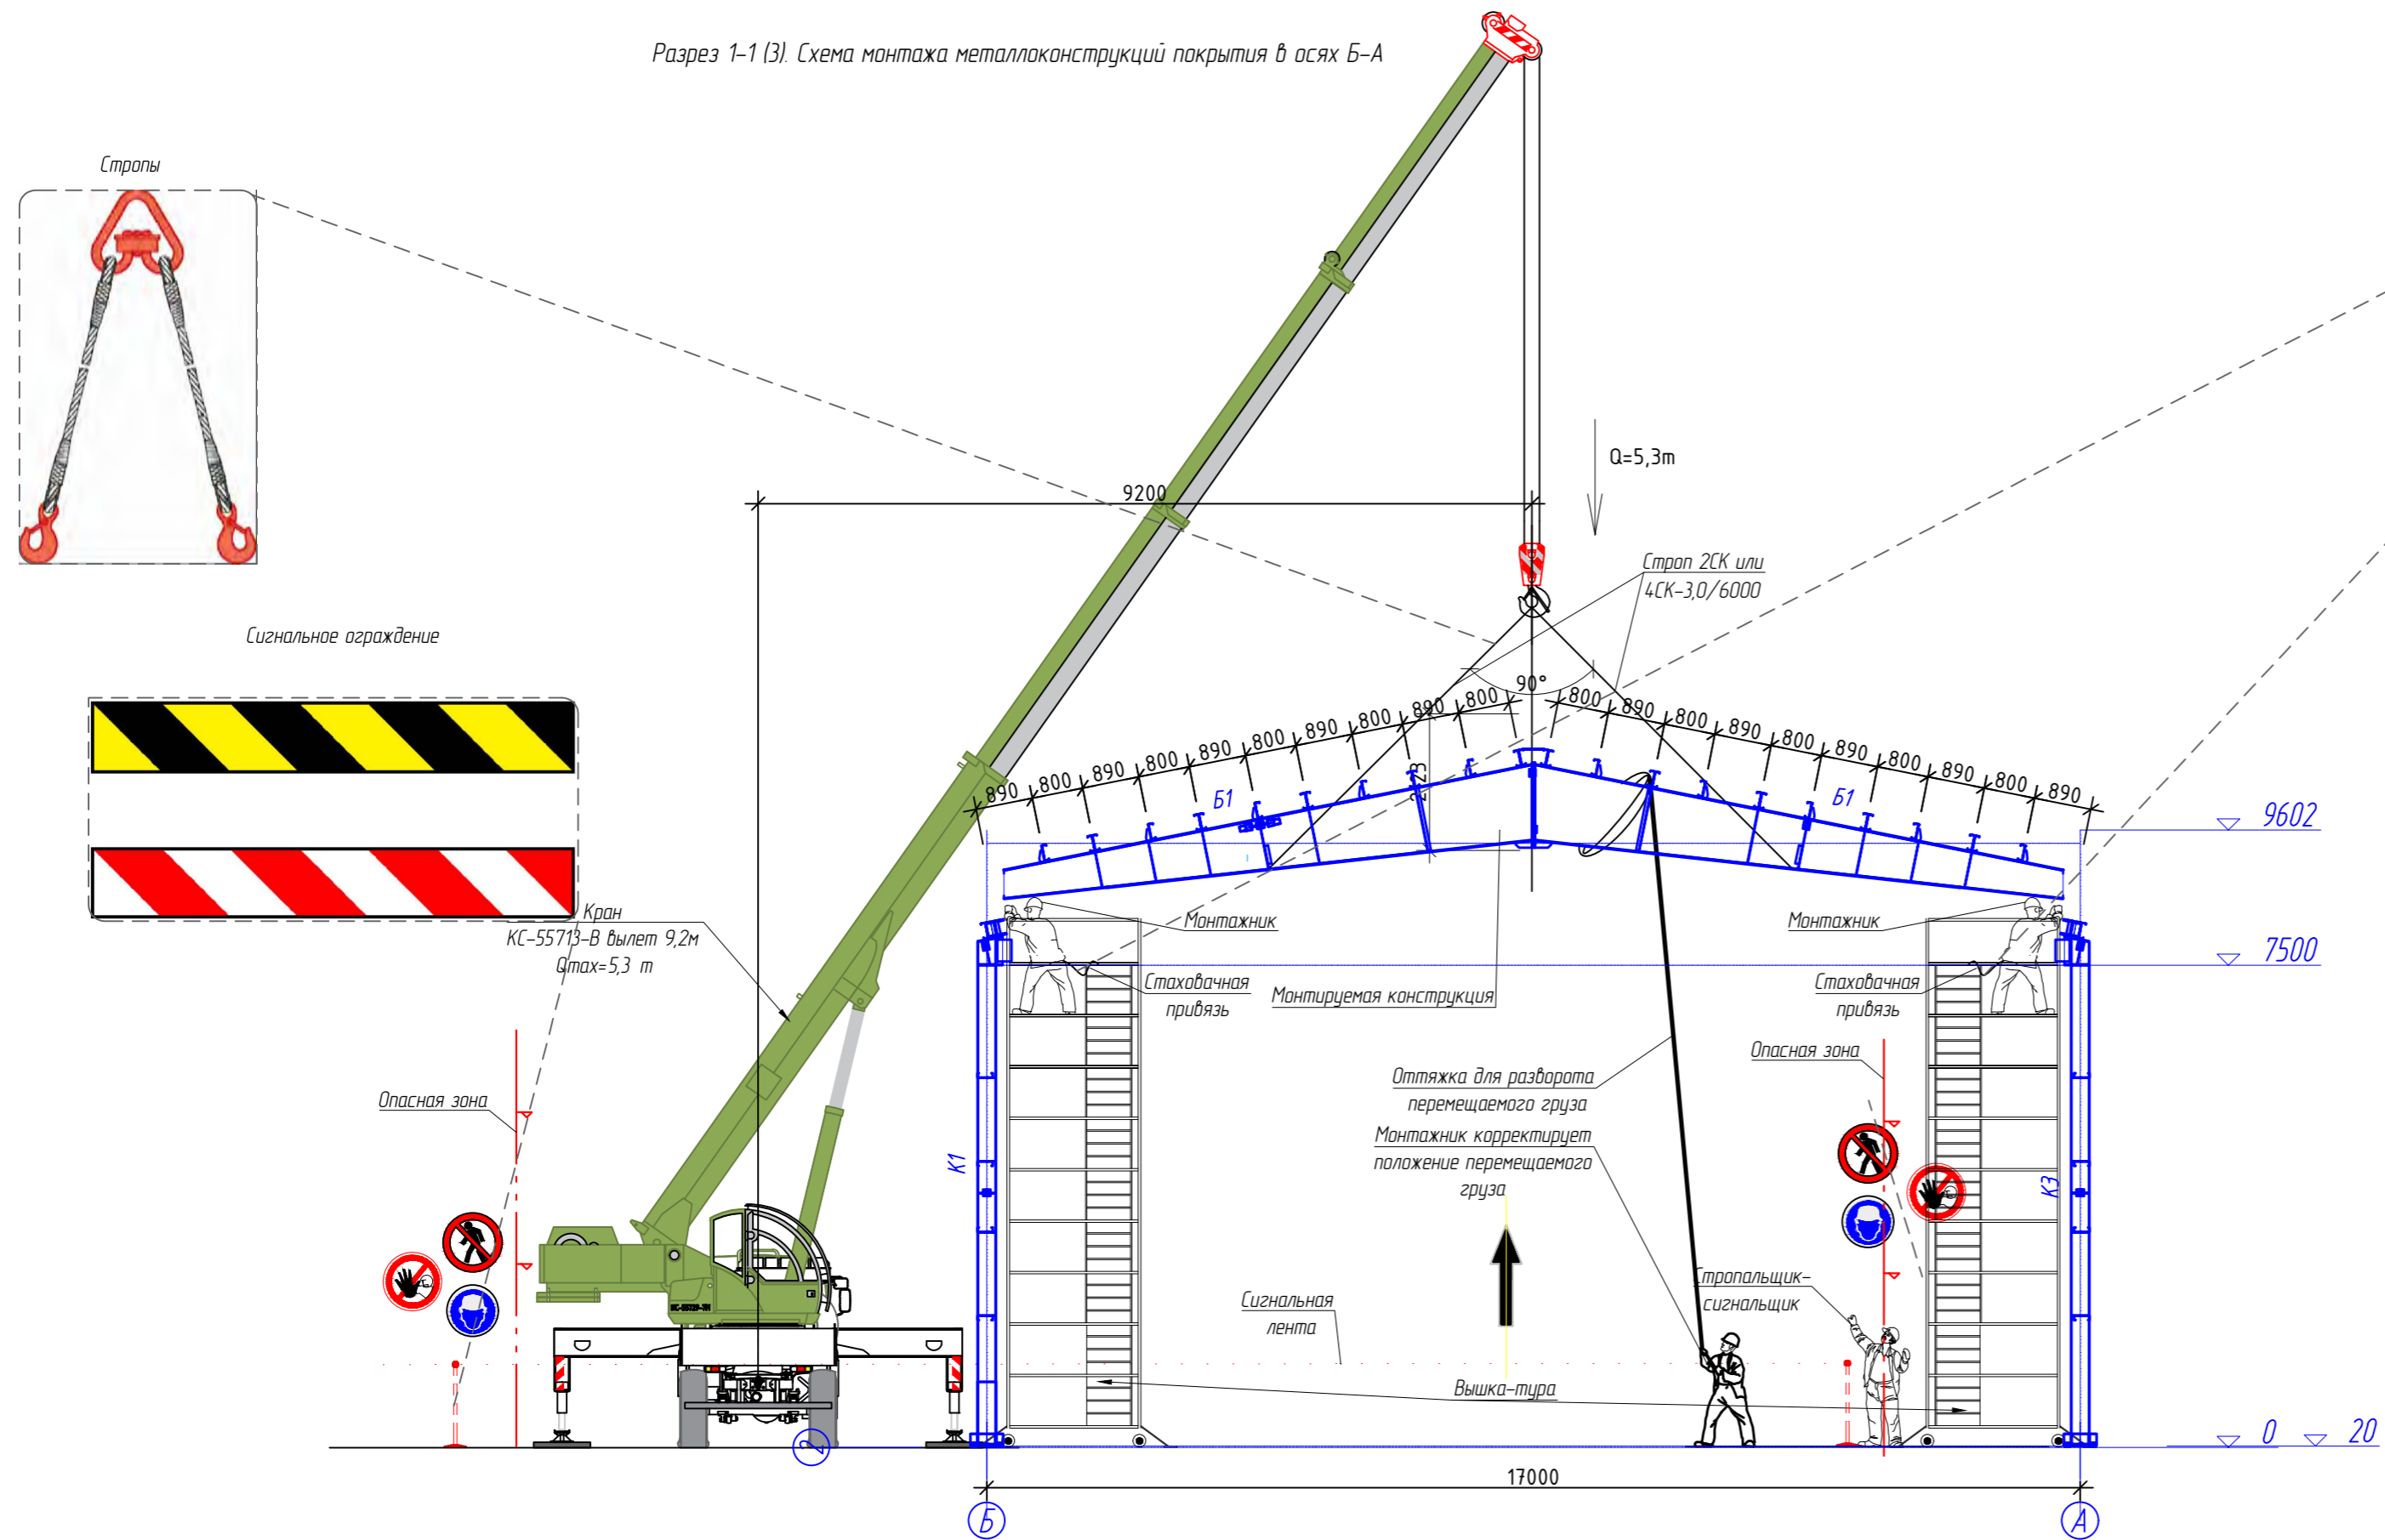 Разрез 1-1 (3). Схема монтажа металлоконструкций покрытия в осях Б-А
Стропы
Q=5,3т
9200
Строп 2СК или
4СК-3,0/6000
Сигнальное ограждение
90°
890 800 890 800 890 800 890 800 890 800
800 890 800 890 800 890 800 890 800 890
Б1
Б1
9602
Кран
КС-55713-В вылет 9,2м
Qmax=5,3 т
Монтажник
Монтажник
7500
Стаховачная
привязь
Монтируемая конструкция
Стаховачная
привязь
Опасная зона
Оттяжка для разворота
перемещаемого груза
Опасная зона
Монтажник корректирует
положение перемещаемого
груза
К1
К3
Стропальщик-
сигнальщик
Сигнальная
лента
Вышка-тура
2
0
20
17000
Б
А